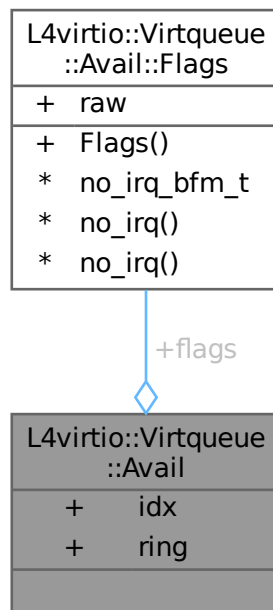 L4virtio::Virtqueue
::Avail::Flags
+ raw
+ Flags()
* no_irq_bfm_t
* no_irq()
* no_irq()
+flags
L4virtio::Virtqueue
::Avail
+ idx
+ ring